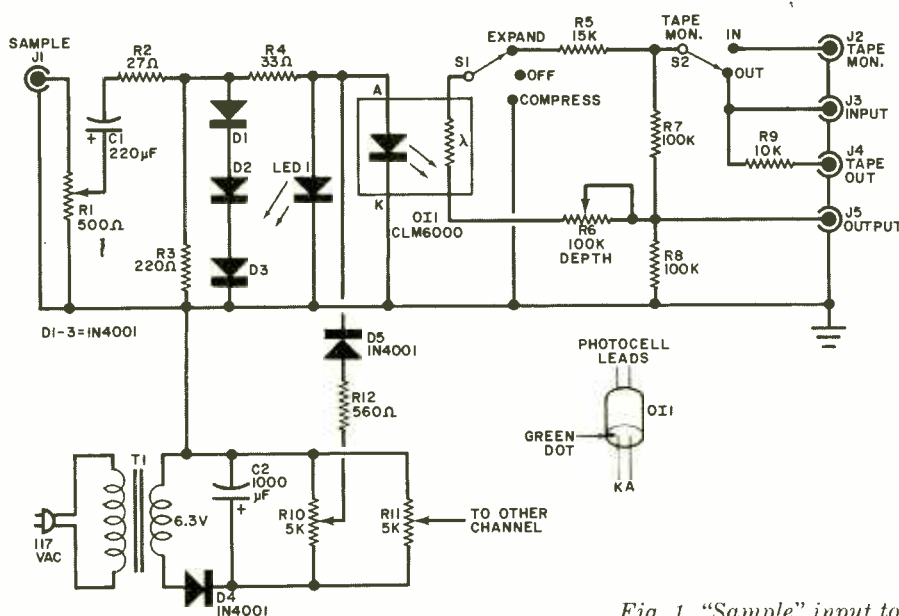 SAMPLE
J1
R2
27Ω
C1
220µF
+
R1
500Ω
R3
220Ω
D1-3=1N4001
R4
33Ω
D1
D2
D3
LED1
A
K
OI1
CLM6000
λ
S1
EXPAND
OFF
COMPRESS
R5
15K
TAPE
MON.
S2
IN
OUT
R7
100K
R6
100K
DEPTH
R8
100K
R9
10K
J2
TAPE
MON.
J3
INPUT
J4
TAPE
OUT
J5
OUTPUT
D5
1N4001
R12
560Ω
PHOTOCELL
LEADS
OI1
GREEN
DOT
KA
117
VAC
T1
6.3V
C2
1000
µF
+
R10
5K
R11
5K
TO OTHER
CHANNEL
D4
1N4001
Fig. 1. "Sample" input to